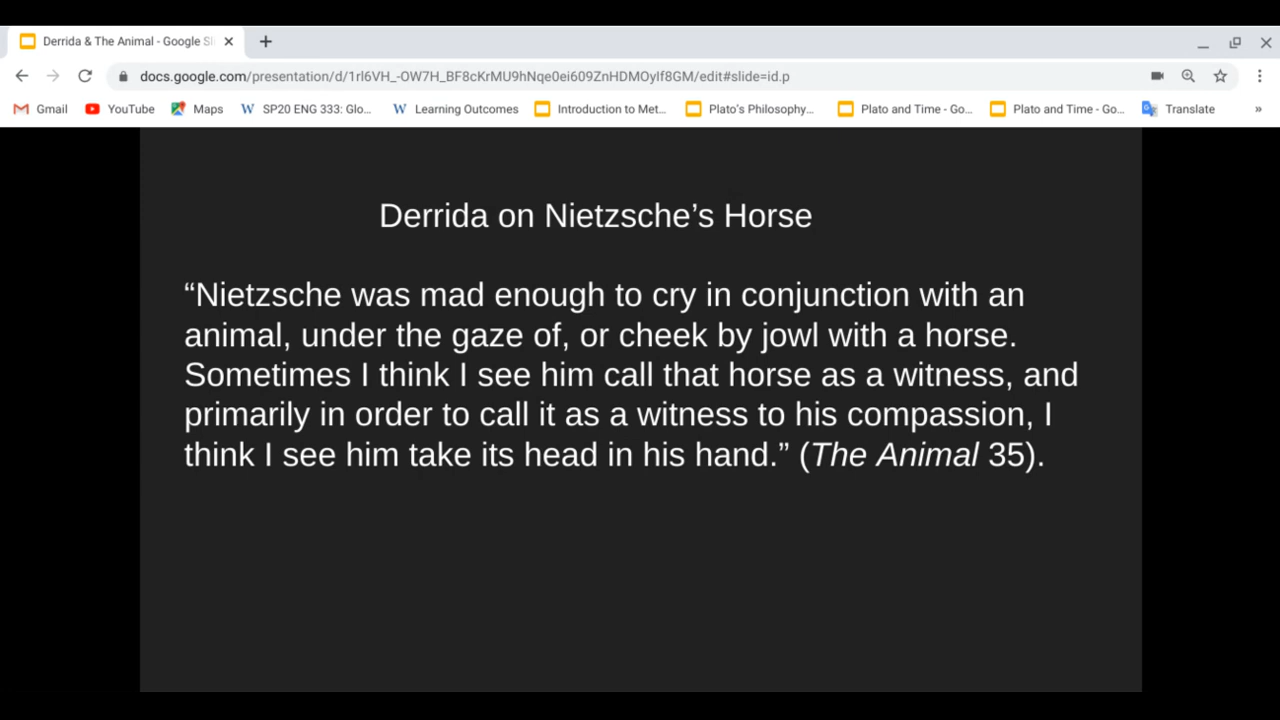 Derrida & The Animal - Google Sl
docs.google.com/presentation/d/1rl6VH_-OW7H_BF8cKrMU9hNqe0ei609ZnHDMOyIf8GM/edit#slide=id.p
Gmail YouTube Maps SP20 ENG 333: Glo... Learning Outcomes Introduction to Met... Plato's Philosophy... Plato and Time - Go... Plato and Time - Go... Translate »
Derrida on Nietzsche’s Horse
“Nietzsche was mad enough to cry in conjunction with an
animal, under the gaze of, or cheek by jowl with a horse.
Sometimes I think I see him call that horse as a witness, and
primarily in order to call it as a witness to his compassion, I
think I see him take its head in his hand.” (The Animal 35).